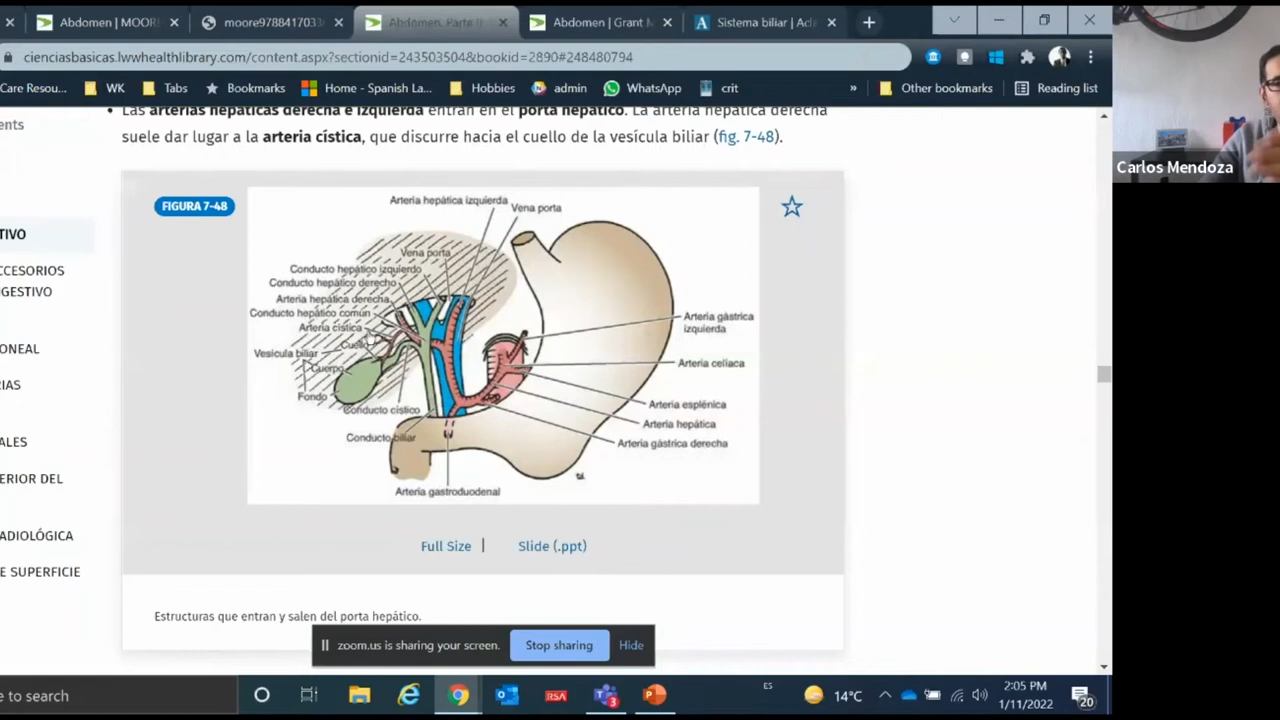 Abdomen | MOOR
moore9788417033
Abdomen. Parte II
Abdomen | Grant M
Sistema biliar | Acla
cienciasbasicas.lwwhealthlibrary.com/content.aspx?sectionid=243503504&bookid=2890#248480794
Care Resou...
WK
Tabs
Bookmarks
Home - Spanish La...
Hobbies
WhatsApp
admin
crit
»
Other bookmarks
Reading list
Carlos Mendoza
ents
TIVO
CCESORIOS
IGESTIVO
ONEAL
RIAS
ALES
ERIOR DEL
ADIOLÓGICA
E SUPERFICIE
• Las arterias hepáticas derecha e izquierda entran en el porta hepático. La arteria hepática derecha
suele dar lugar a la arteria cística, que discurre hacia el cuello de la vesícula biliar (fig. 7-48).
FIGURA 7-48
Arteria hepática izquierda
Vena porta
Vena porta
Conducto hepático izquierdo
Conducto hepático derecho
Arteria hepática derecha
Conducto hepático común
Arteria cística
Cuello
Vesícula biliar
Cuerpo
Fondo
Conducto cístico
Conducto biliar
Arteria gastroduodenal
Arteria gástrica
izquierda
Arteria celíaca
Arteria esplénica
Arteria hepática
Arteria gástrica derecha
Full Size |
Slide (.ppt)
Estructuras que entran y salen del porta hepático.
zoom.us is sharing your screen.
Stop sharing
Hide
e to search
RSA
3
ES
14°C
2:05 PM
1/11/2022
20